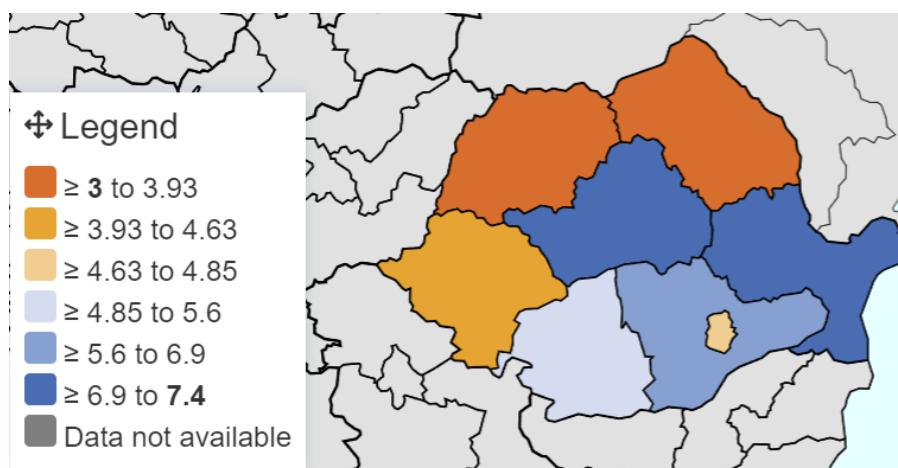 Legend
≥ 3 to 3.93
≥ 3.93 to 4.63
≥ 4.63 to 4.85
≥ 4.85 to 5.6
≥ 5.6 to 6.9
≥ 6.9 to 7.4
Data not available